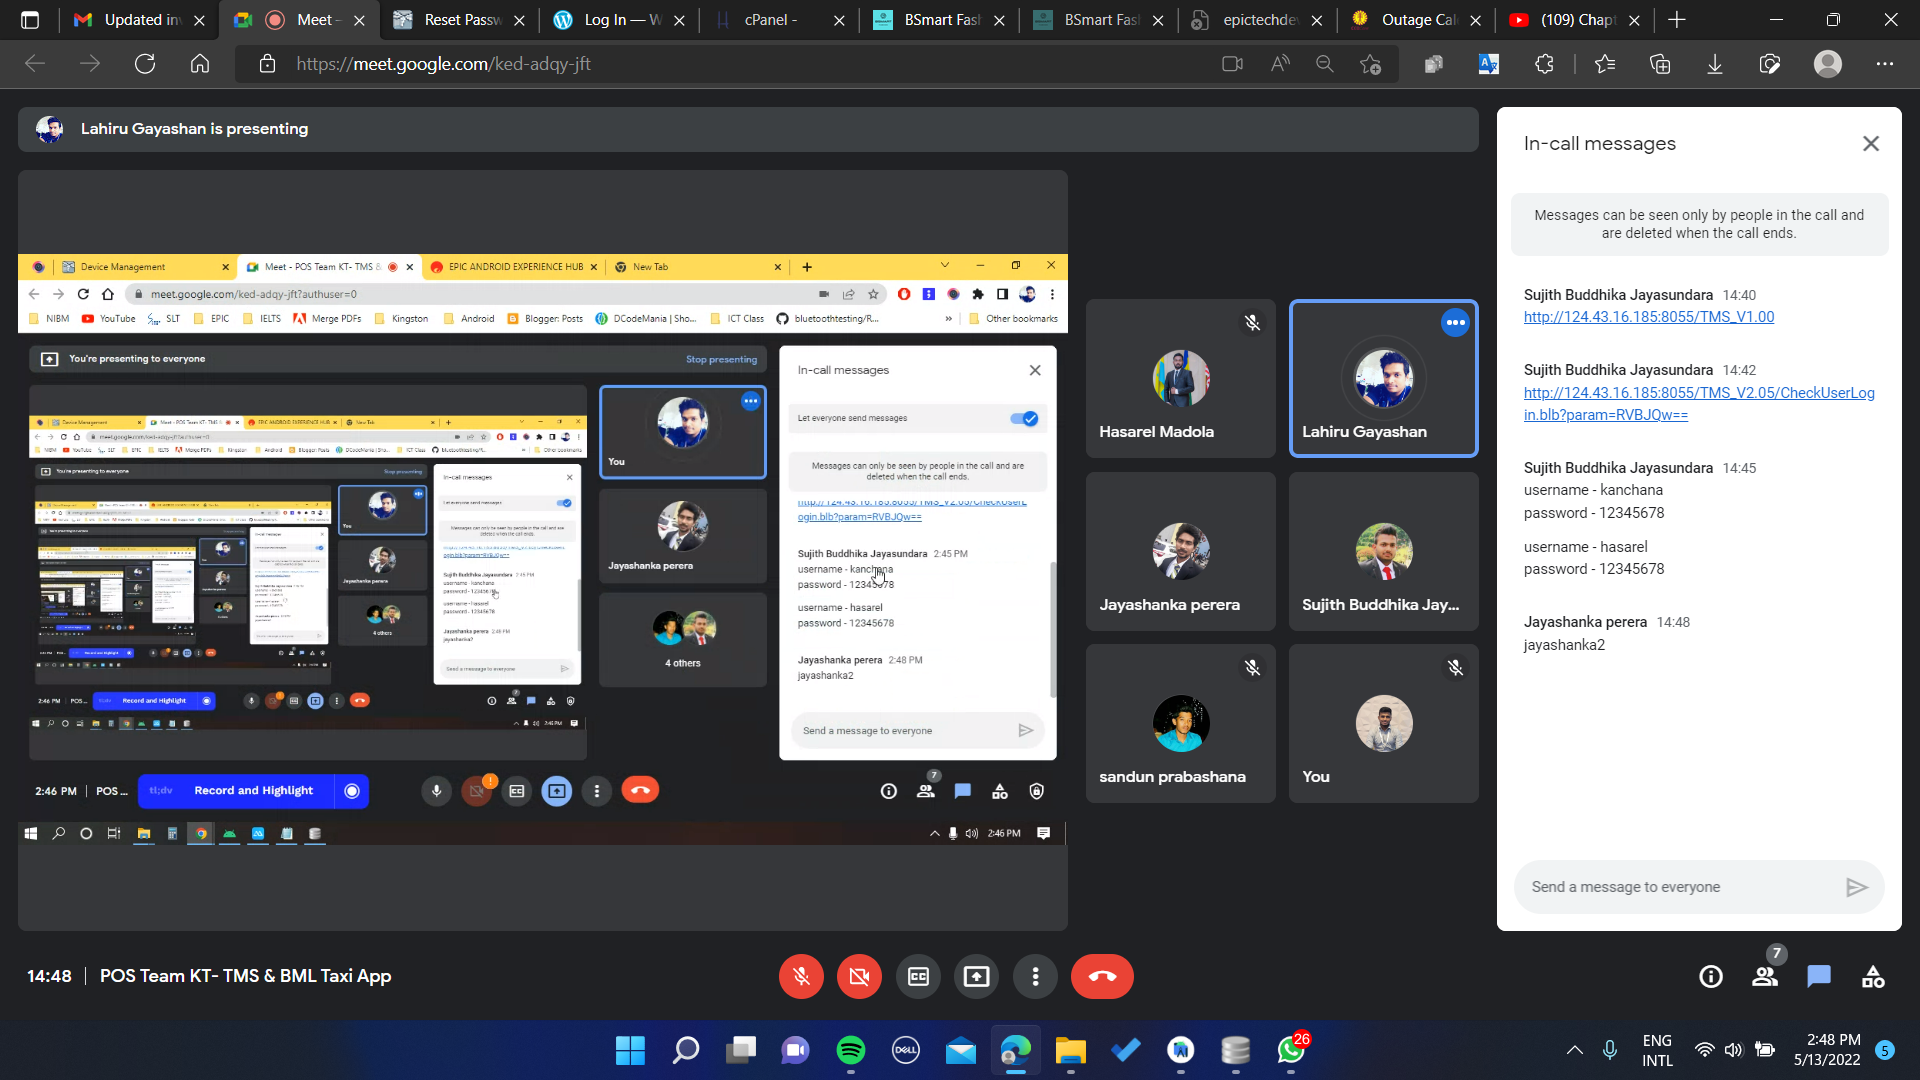 Updated in
Meet -
Reset Passw
Log In — W
cPanel -
BSmart Fas
BSmart Fas
epictechde
Outage Cal
(109) Chapt
https://meet.google.com/ked-adqy-jft
Lahiru Gayashan is presenting
Device Management
Meet - POS Team KT- TMS &
EPIC ANDROID EXPERIENCE HUB
New Tab
meet.google.com/ked-adqy-jft?authuser=0
NIBM
YouTube
SLT
EPIC
IELTS
Merge PDFs
Kingston
Android
Blogger: Posts
DCodeMania | Sho...
ICT Class
bluetoothtesting/R...
»
Other bookmarks
You're presenting to everyone
Stop presenting
You
Jayashanka perera
4 others
In-call messages
Let everyone send messages
Messages can only be seen by people in the call and are
deleted when the call ends.
http://124.43.16.185:8055/TMS_V2.05/CheckUserL
ogin.blb?param=RVBJQw==
Sujith Buddhika Jayasundara 2:45 PM
username - kanchana
password - 12345678
username - hasarel
password - 12345678
Jayashanka perera 2:48 PM
jayashanka2
Send a message to everyone
2:46 PM | POS ...
tl;dv Record and Highlight
7
2:46 PM
Hasarel Madola
Lahiru Gayashan
Jayashanka perera
Sujith Buddhika Jay...
sandun prabashana
You
In-call messages
Messages can be seen only by people in the call and
are deleted when the call ends.
Sujith Buddhika Jayasundara 14:40
http://124.43.16.185:8055/TMS_V1.00
Sujith Buddhika Jayasundara 14:42
http://124.43.16.185:8055/TMS_V2.05/CheckUserLog
in.blb?param=RVBJQw==
Sujith Buddhika Jayasundara 14:45
username - kanchana
password - 12345678
username - hasarel
password - 12345678
Jayashanka perera 14:48
jayashanka2
Send a message to everyone
14:48 | POS Team KT- TMS & BML Taxi App
7
DELL
26
ENG
INTL
2:48 PM
5/13/2022
5